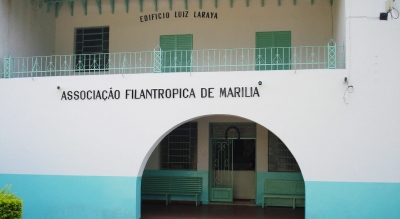 EDIFICIO LUIZ LARAYA
ASSOCIAÇÃO FILANTROPICA DE MARILIA